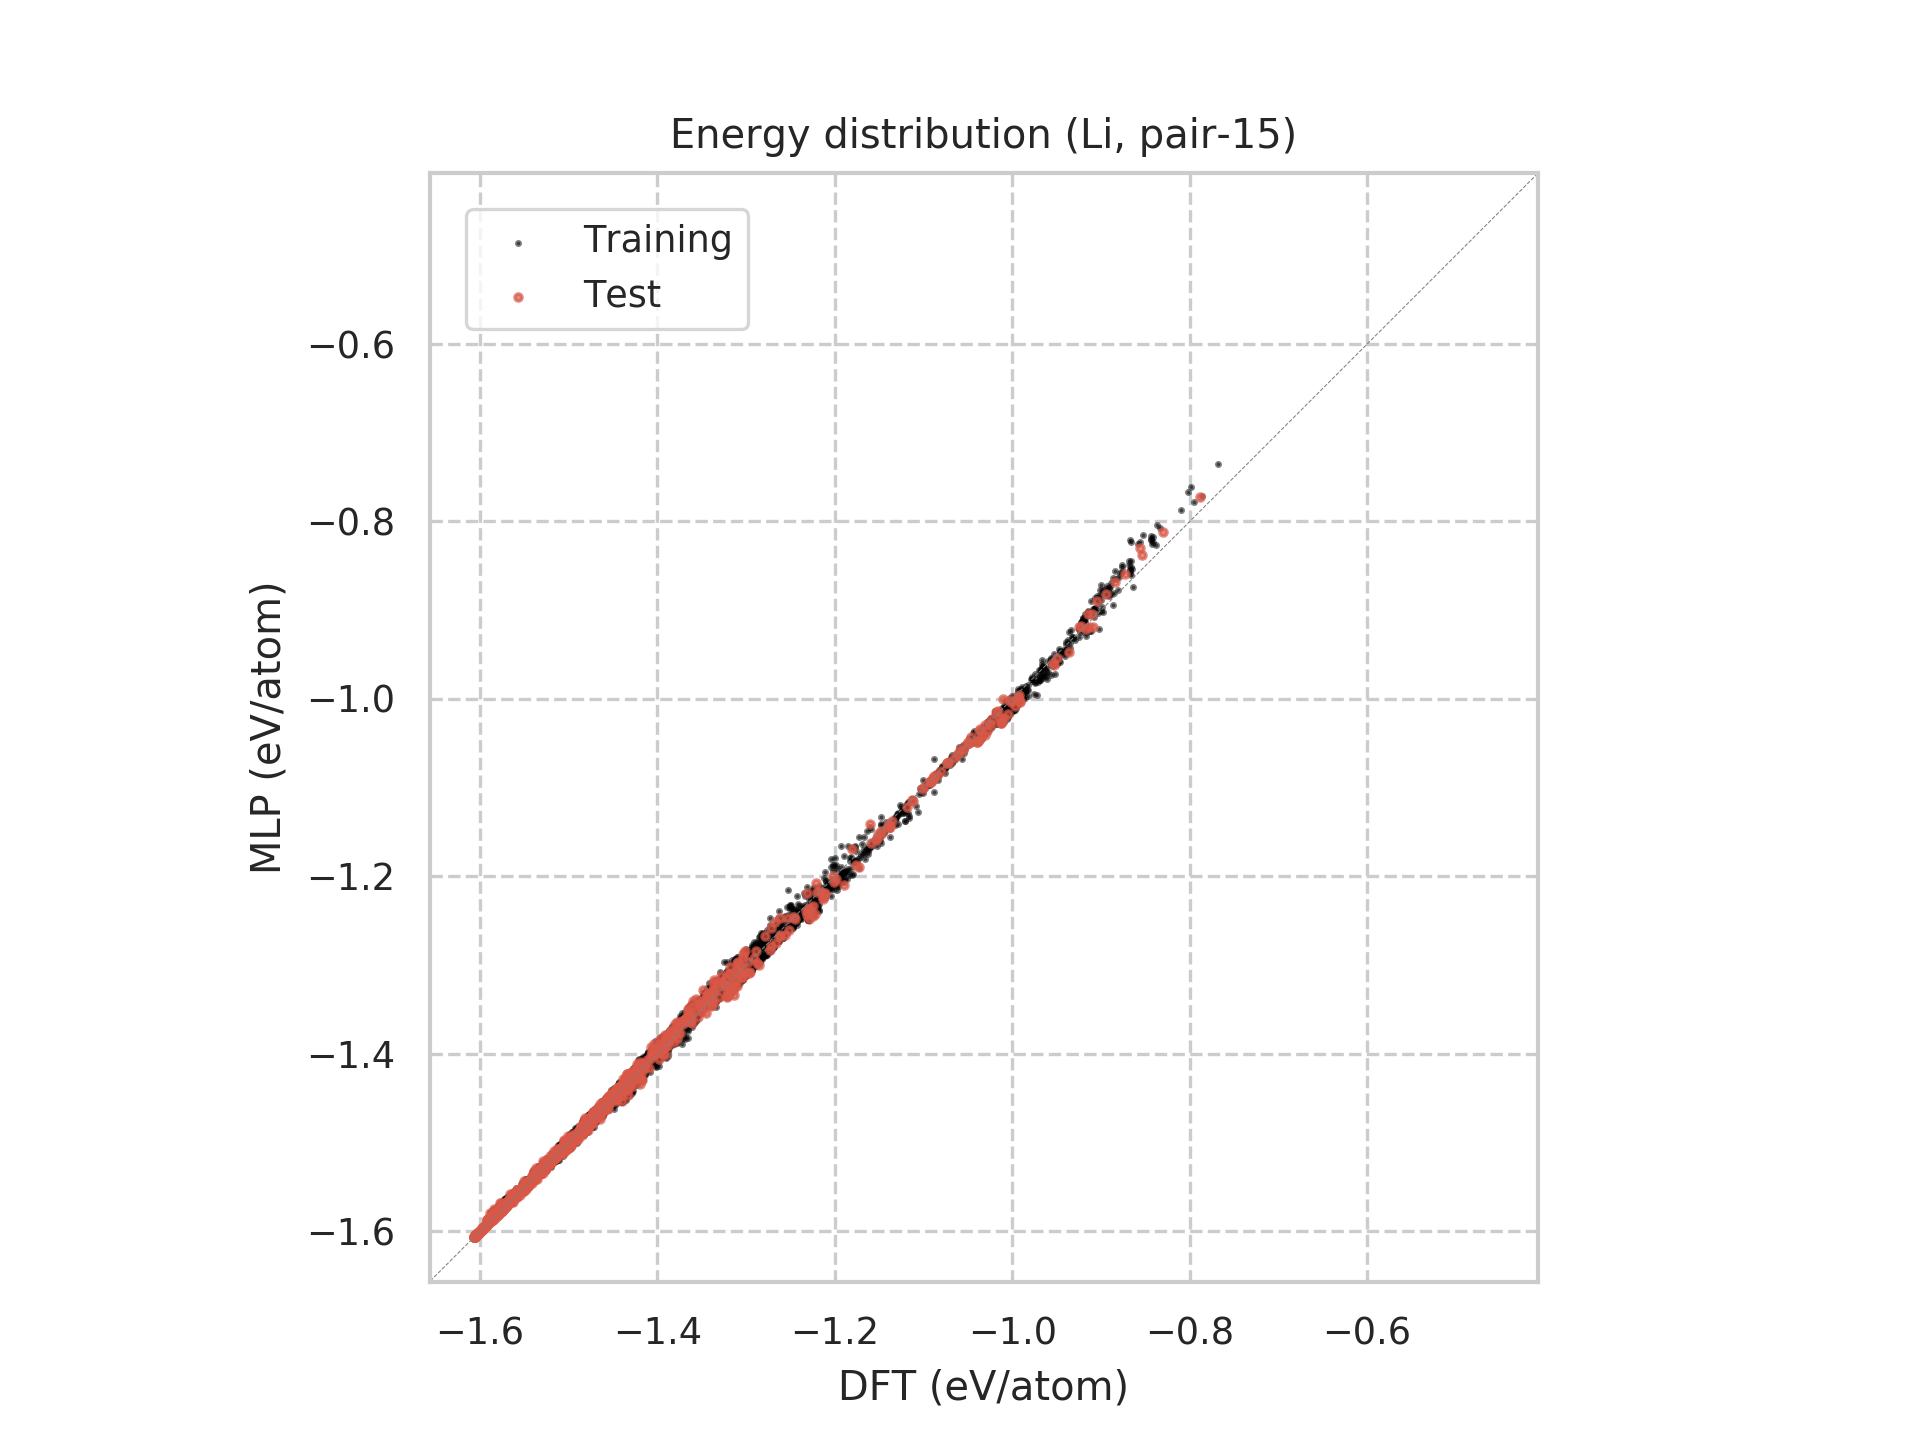 Energy distribution (Li, pair-15)
Training
Test
−0.6
−0.8
−1.0
−1.2
−1.4
−1.6
MLP (eV/atom)
−1.6 −1.4 −1.2 −1.0 −0.8 −0.6
DFT (eV/atom)